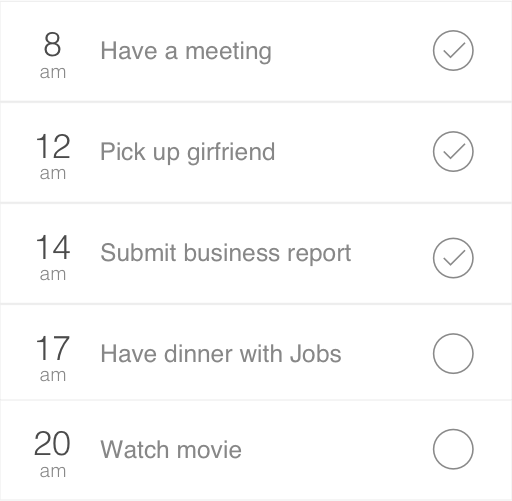 8
am
Have a meeting
12
am
Pick up girfriend
14
am
Submit business report
17
am
Have dinner with Jobs
20
am
Watch movie